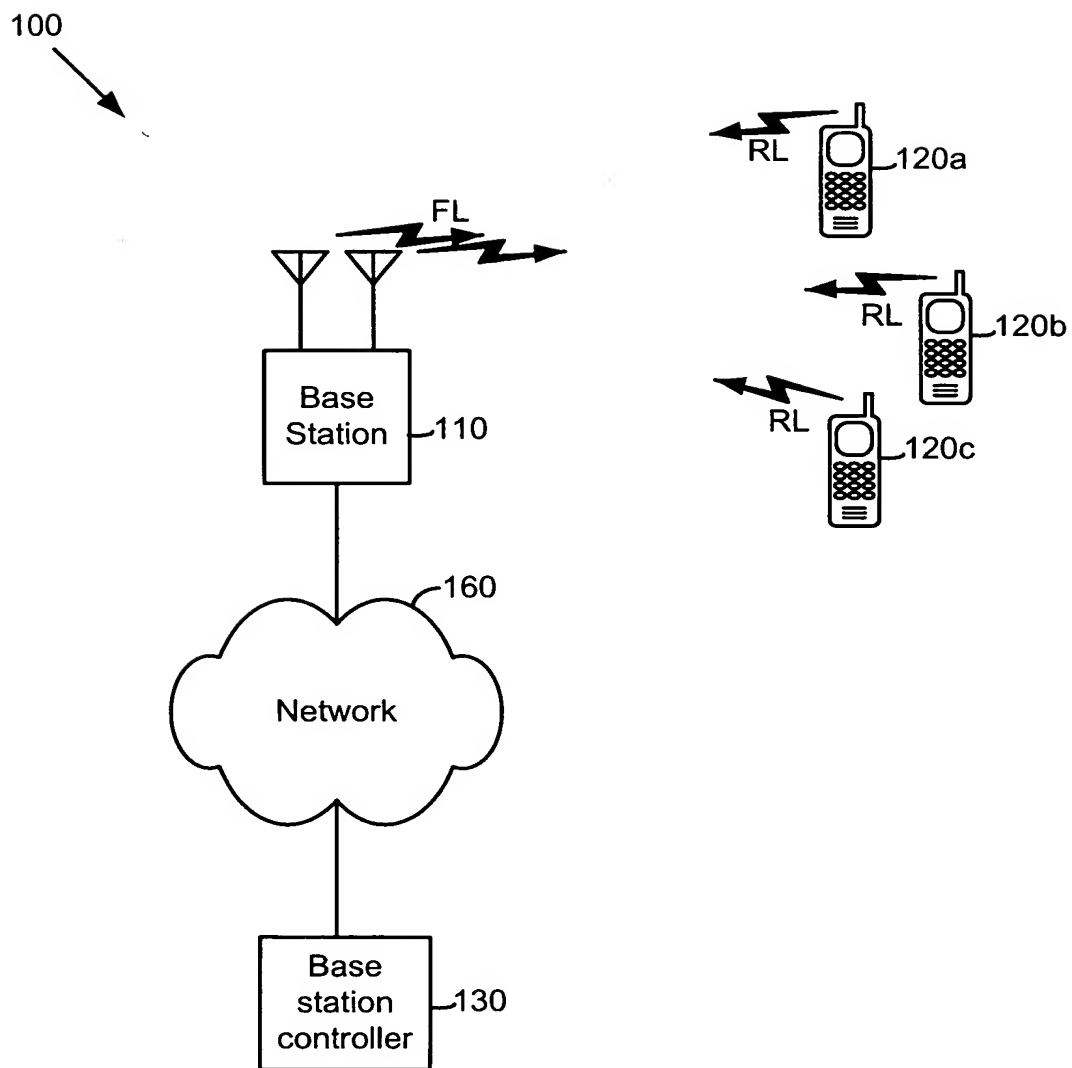 100
RL
120a
FL
RL
120b
Base
Station
110
RL
120c
160
Network
Base
station
controller
130